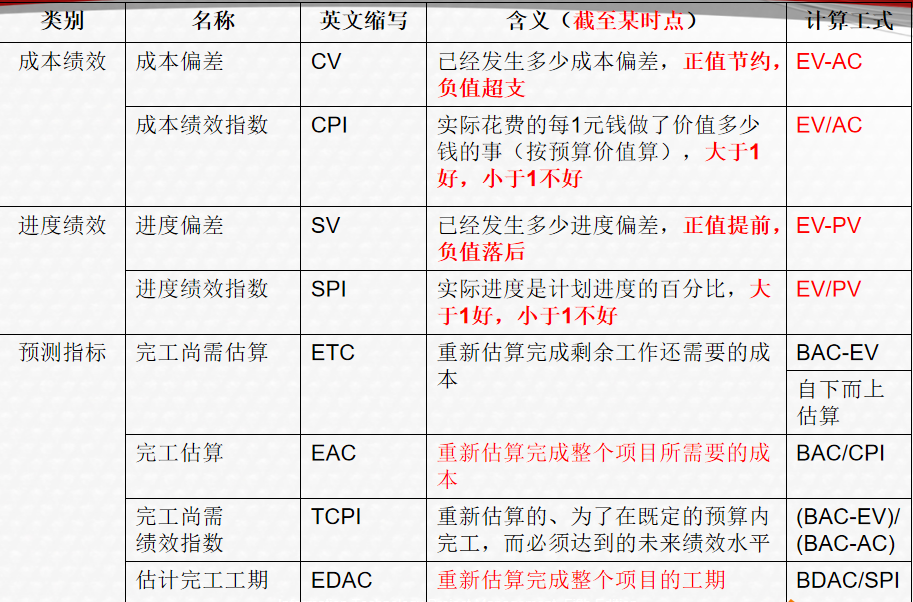 类别 名称 英文缩写 含义（截至某时点） 计算工式
成本绩效 成本偏差 CV 已经发生多少成本偏差，正值节约， EV-AC
负值超支
成本绩效指数 CPI 实际花费的每1元钱做了价值多少 EV/AC
钱的事（按预算价值算），大于1
好，小于1不好
进度绩效 进度偏差 SV 已经发生多少进度偏差，正值提前， EV-PV
负值落后
进度绩效指数 SPI 实际进度是计划进度的百分比，大 EV/PV
于1好，小于1不好
预测指标 完工尚需估算 ETC 重新估算完成剩余工作还需要的成 BAC-EV
本
自下而上
估算
完工估算 EAC 重新估算完成整个项目所需要的成 BAC/CPI
本
完工尚需 TCPI 重新估算的、为了在既定的预算内 (BAC-EV)/
绩效指数 完工，而必须达到的未来绩效水平 (BAC-AC)
估计完工工期 EDAC 重新估算完成整个项目的工期 BDAC/SPI